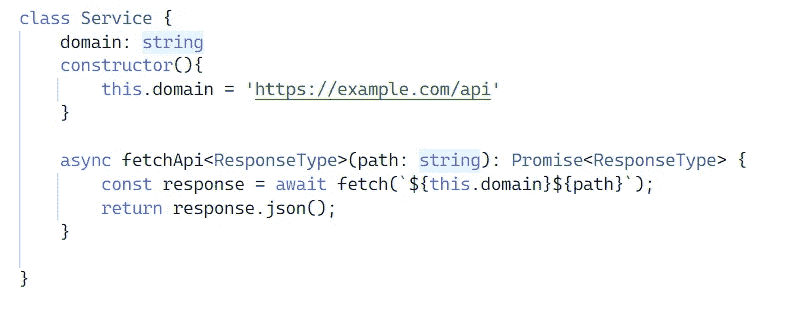 class Service {
    domain: string
    constructor(){
        this.domain = 'https://example.com/api'
    }

    async fetchApi<ResponseType>(path: string): Promise<ResponseType> {
        const response = await fetch(`${this.domain}${path}`);
        return response.json();
    }

}